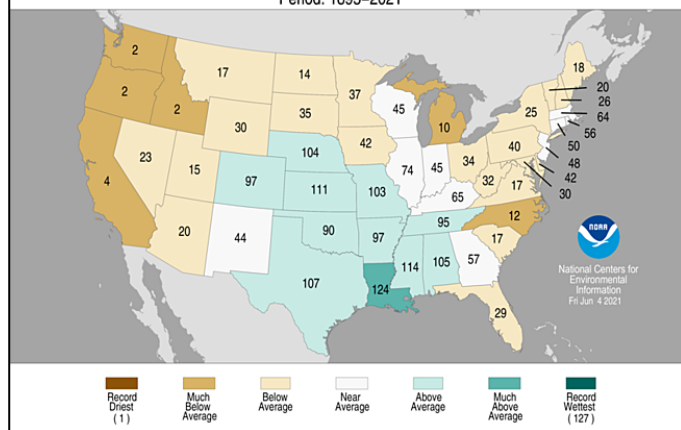 Period: 1895–2021
2
17
14
37
18
2
2
35
45
20
26
64
56
50
48
42
30
30
10
25
4
23
15
42
40
104
74
45
34
32
17
97
111
103
65
20
44
90
97
95
12
17
107
124
114
105
57
29
NOAA
National Centers for
Environmental
Information
Fri Jun 4 2021
Record
Driest
( 1 )
Much
Below
Average
Below
Average
Near
Average
Above
Average
Much
Above
Average
Record
Wettest
( 127 )